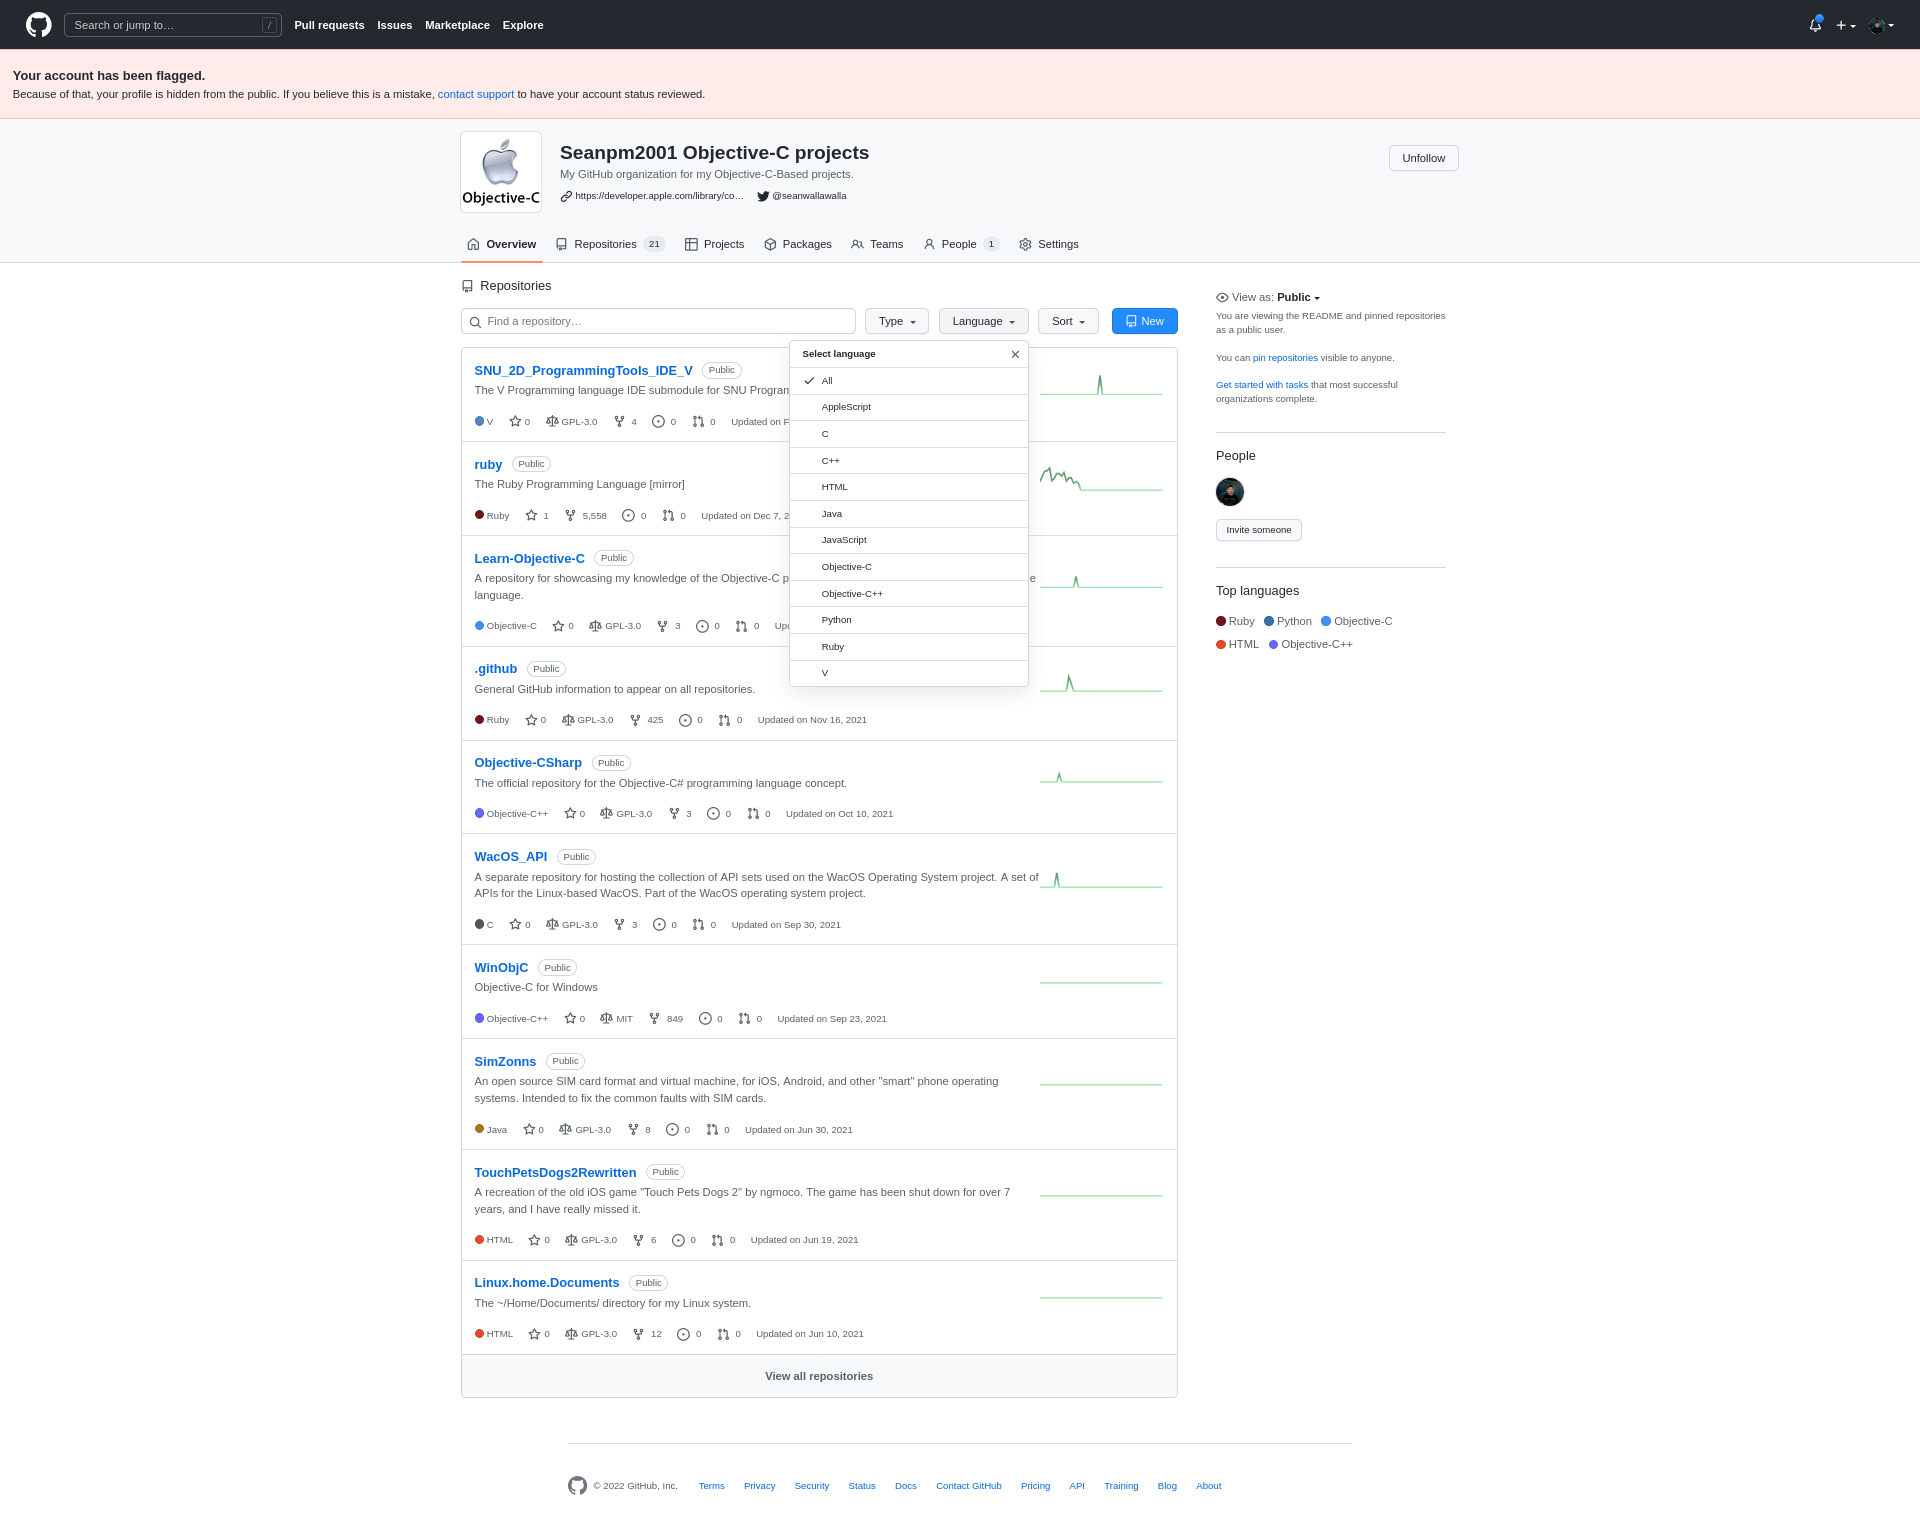 Search or jump to… /
Pull requests Issues Marketplace Explore
Your account has been flagged.
Because of that, your profile is hidden from the public. If you believe this is a mistake, contact support to have your account status reviewed.
Objective-C
Seanpm2001 Objective-C projects
My GitHub organization for my Objective-C-Based projects.
https://developer.apple.com/library/co… @seanwallawalla
Unfollow
Overview Repositories 21 Projects Packages Teams People 1 Settings
Repositories
Find a repository…
Type Language Sort New
Select language
All
AppleScript
C
C++
HTML
Java
JavaScript
Objective-C
Objective-C++
Python
Ruby
V
SNU_2D_ProgrammingTools_IDE_V Public
The V Programming language IDE submodule for SNU Program
V 0 GPL-3.0 4 0 0 Updated on F
ruby Public
The Ruby Programming Language [mirror]
Ruby 1 5,558 0 0 Updated on Dec 7, 2
Learn-Objective-C Public
A repository for showcasing my knowledge of the Objective-C p e
language.
Objective-C 0 GPL-3.0 3 0 0 Upd
.github Public
General GitHub information to appear on all repositories.
Ruby 0 GPL-3.0 425 0 0 Updated on Nov 16, 2021
Objective-CSharp Public
The official repository for the Objective-C# programming language concept.
Objective-C++ 0 GPL-3.0 3 0 0 Updated on Oct 10, 2021
WacOS_API Public
A separate repository for hosting the collection of API sets used on the WacOS Operating System project. A set of
APIs for the Linux-based WacOS. Part of the WacOS operating system project.
C 0 GPL-3.0 3 0 0 Updated on Sep 30, 2021
WinObjC Public
Objective-C for Windows
Objective-C++ 0 MIT 849 0 0 Updated on Sep 23, 2021
SimZonns Public
An open source SIM card format and virtual machine, for iOS, Android, and other "smart" phone operating
systems. Intended to fix the common faults with SIM cards.
Java 0 GPL-3.0 8 0 0 Updated on Jun 30, 2021
TouchPetsDogs2Rewritten Public
A recreation of the old iOS game "Touch Pets Dogs 2" by ngmoco. The game has been shut down for over 7
years, and I have really missed it.
HTML 0 GPL-3.0 6 0 0 Updated on Jun 19, 2021
Linux.home.Documents Public
The ~/Home/Documents/ directory for my Linux system.
HTML 0 GPL-3.0 12 0 0 Updated on Jun 10, 2021
View all repositories
View as: Public
You are viewing the README and pinned repositories
as a public user.
You can pin repositories visible to anyone.
Get started with tasks that most successful
organizations complete.
People
Invite someone
Top languages
Ruby Python Objective-C
HTML Objective-C++
© 2022 GitHub, Inc. Terms Privacy Security Status Docs Contact GitHub Pricing API Training Blog About